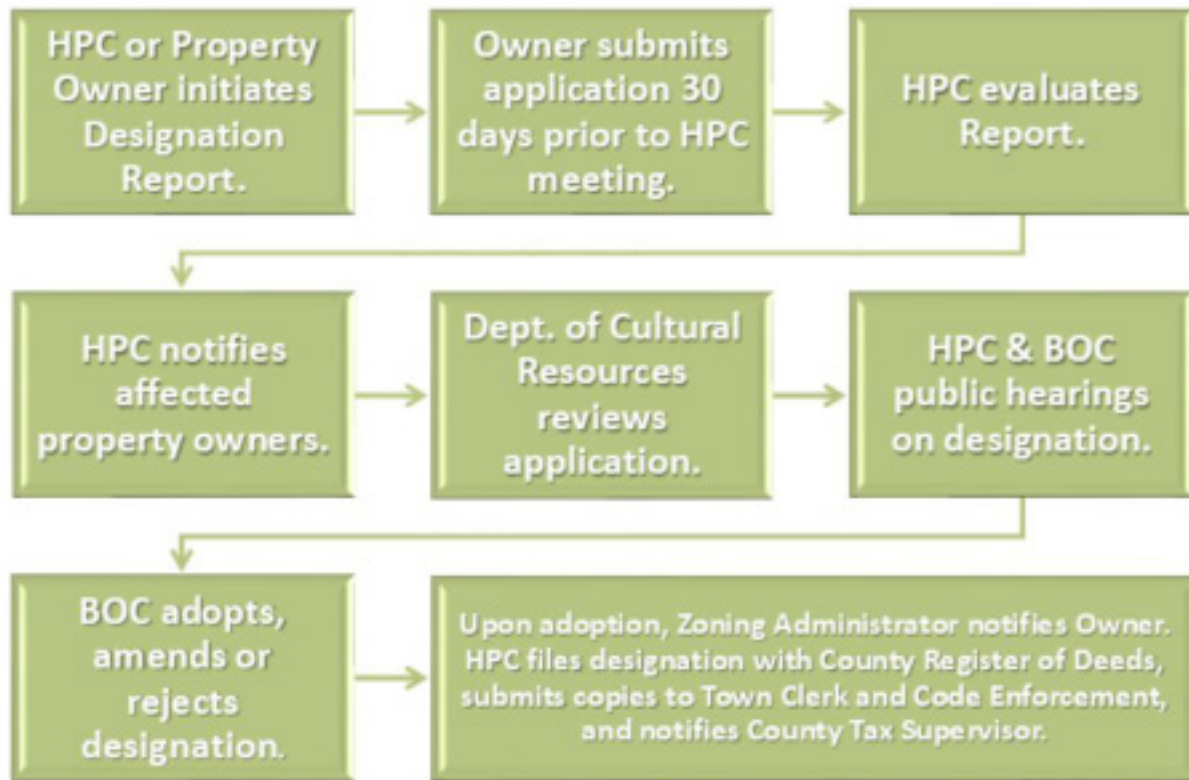 HPC or Property
Owner initiates
Designation
Report.
Owner submits
application 30
days prior to HPC
meeting.
HPC evaluates
Report.
HPC notifies
affected
property owners.
Dept. of Cultural
Resources
reviews
application.
HPC & BOC
public hearings
on designation.
BOC adopts,
amends or
rejects
designation.
Upon adoption, Zoning Administrator notifies Owner.
HPC files designation with County Register of Deeds,
submits copies to Town Clerk and Code Enforcement,
and notifies County Tax Supervisor.